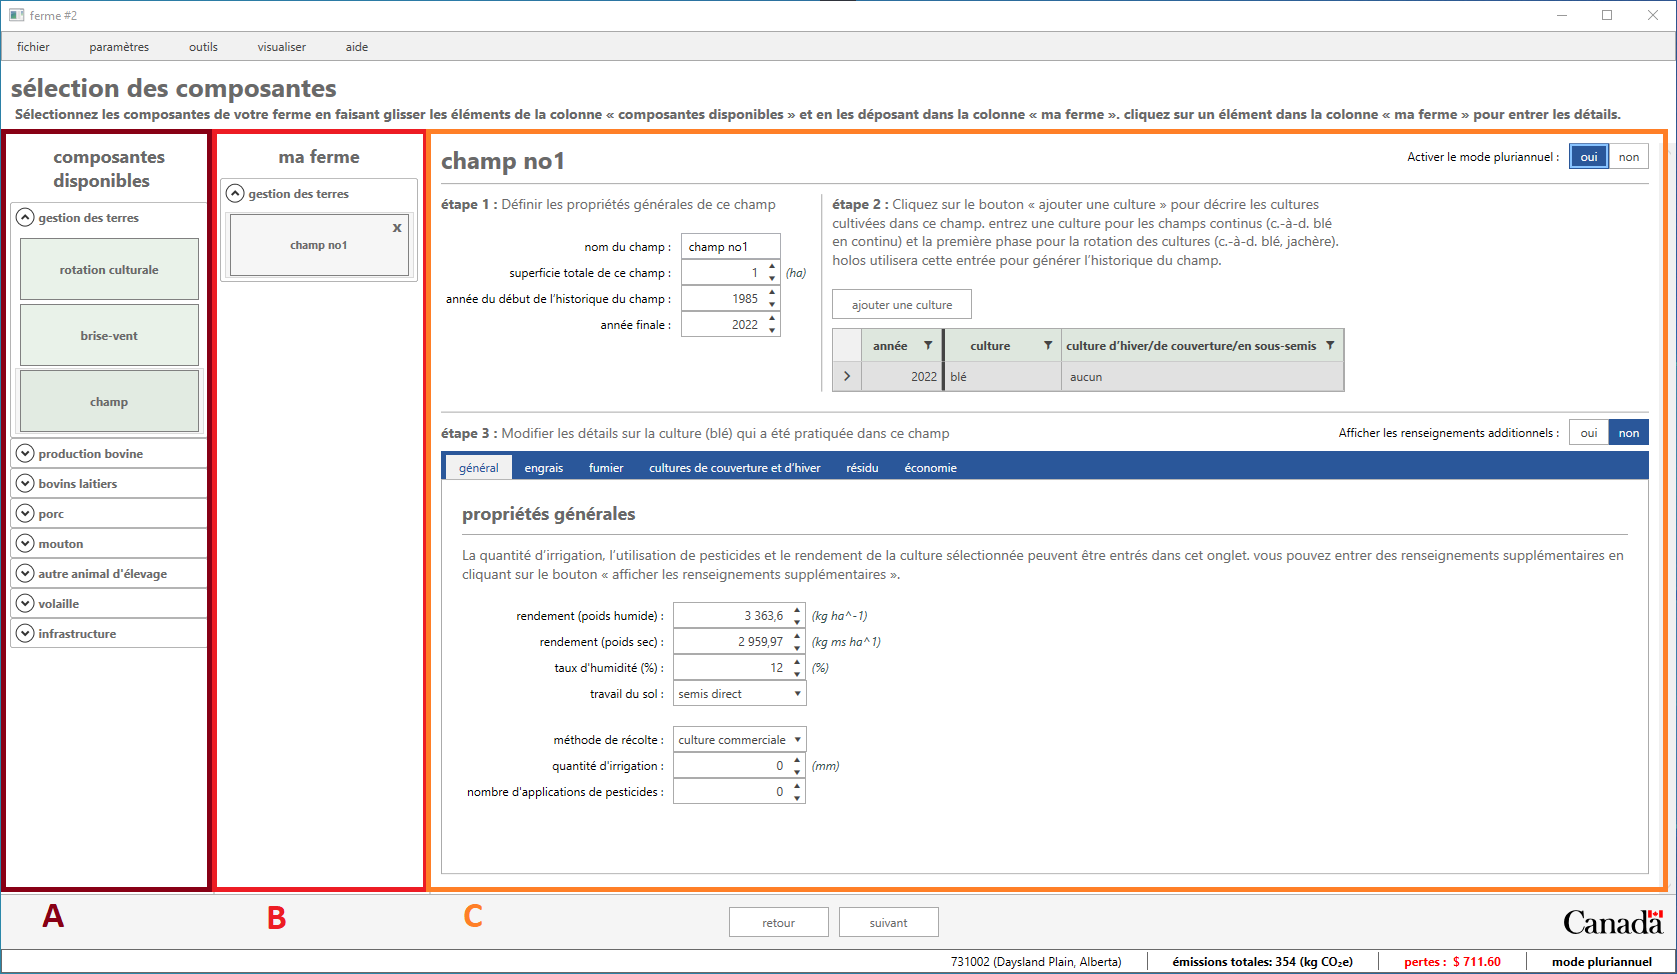 ferme #2
fichier paramètres outils visualiser aide
sélection des composantes
Sélectionnez les composantes de votre ferme en faisant glisser les éléments de la colonne « composantes disponibles » et en les déposant dans la colonne « ma ferme ». cliquez sur un élément dans la colonne « ma ferme » pour entrer les détails.
composantes
disponibles
gestion des terres
rotation culturale
brise-vent
champ
production bovine
bovins laitiers
porc
mouton
autre animal d'élevage
volaille
infrastructure
ma ferme
gestion des terres
champ no1 x
champ no1
Activer le mode pluriannuel : oui non
étape 1 : Définir les propriétés générales de ce champ
nom du champ : champ no1
superficie totale de ce champ : 1 (ha)
année du début de l'historique du champ : 1985
année finale : 2022
étape 2 : Cliquez sur le bouton « ajouter une culture » pour décrire les cultures
cultivées dans ce champ. entrez une culture pour les champs continus (c.-à-d. blé
en continu) et la première phase pour la rotation des cultures (c.-à-d. blé, jachère).
holos utilisera cette entrée pour générer l'historique du champ.
ajouter une culture
année culture culture d'hiver/de couverture/en sous-semis
2022 blé aucun
étape 3 : Modifier les détails sur la culture (blé) qui a été pratiquée dans ce champ
Afficher les renseignements additionnels : oui non
général engrais fumier cultures de couverture et d'hiver résidu économie
propriétés générales
La quantité d'irrigation, l'utilisation de pesticides et le rendement de la culture sélectionnée peuvent être entrés dans cet onglet. vous pouvez entrer des renseignements supplémentaires en
cliquant sur le bouton « afficher les renseignements supplémentaires ».
rendement (poids humide) : 3 363,6 (kg ha^-1)
rendement (poids sec) : 2 959,97 (kg ms ha^1)
taux d'humidité (%) : 12 (%)
travail du sol : semis direct
méthode de récolte : culture commerciale
quantité d'irrigation : 0 (mm)
nombre d'applications de pesticides : 0
A B C
retour suivant
Canada
731002 (Daysland Plain, Alberta) émissions totales: 354 (kg CO₂e) pertes : $ 711.60 mode pluriannuel